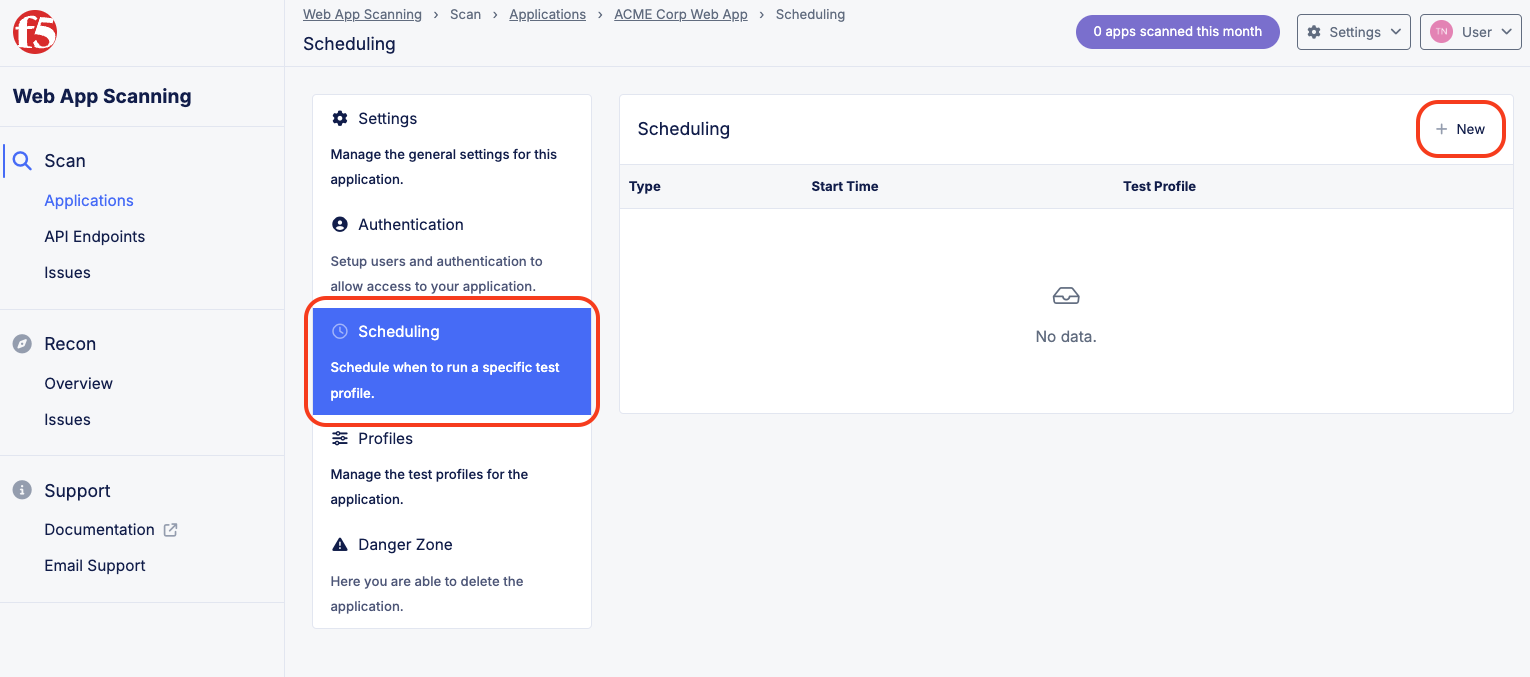 f5
Web App Scanning › Scan › Applications › ACME Corp Web App › Scheduling
Scheduling
0 apps scanned this month
Settings
TN User
Web App Scanning
Scan
Applications
API Endpoints
Issues
Recon
Overview
Issues
Support
Documentation
Email Support
Settings
Manage the general settings for this
application.
Authentication
Setup users and authentication to
allow access to your application.
Scheduling
Schedule when to run a specific test
profile.
Profiles
Manage the test profiles for the
application.
Danger Zone
Here you are able to delete the
application.
Scheduling
+ New
Type Start Time Test Profile
No data.